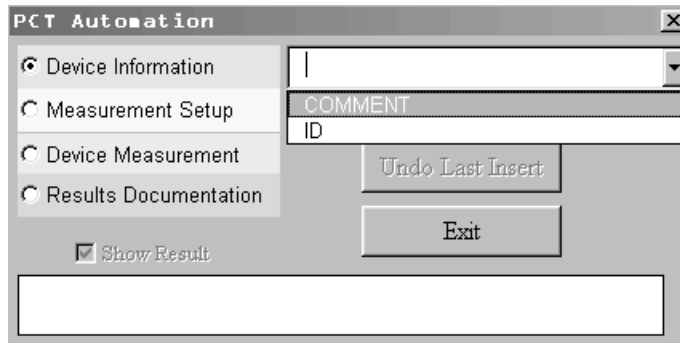 PCT Automation
Device Information
COMMENT
Measurement Setup
ID
Device Measurement
Undo Last Insert
Results Documentation
Exit
Show Result